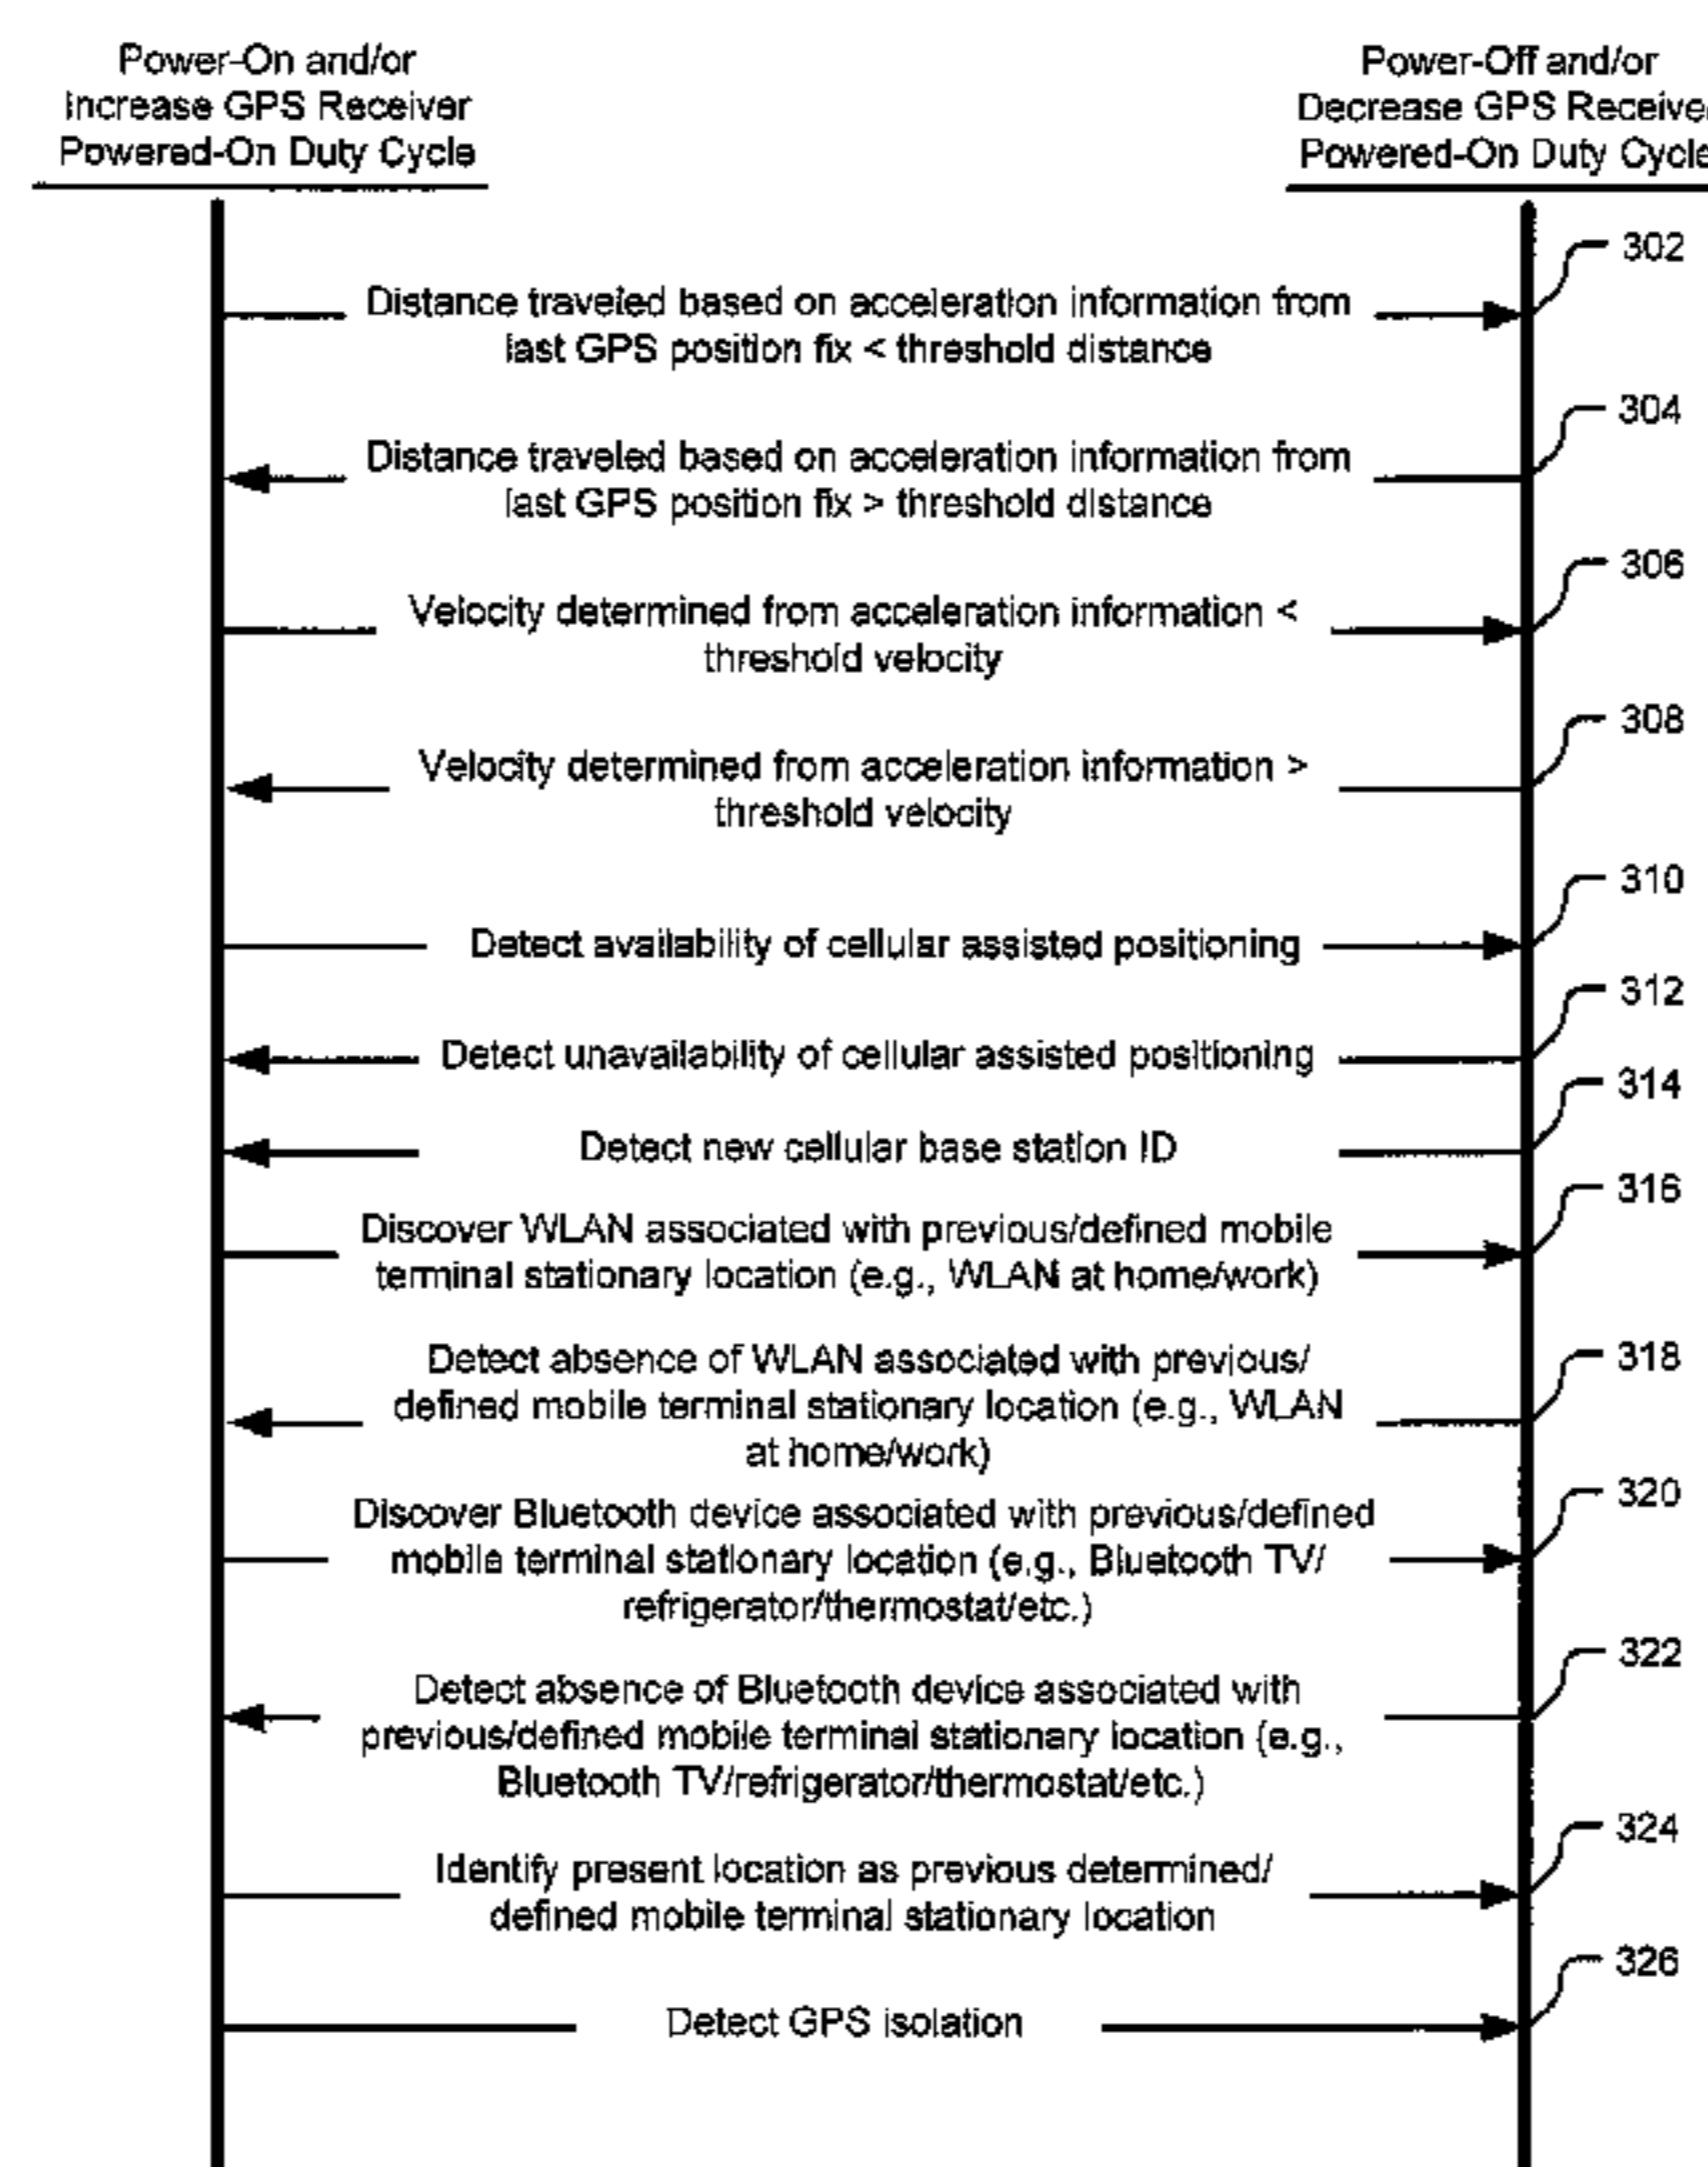 Power-On and/or
Increase GPS Receiver
Powered-On Duty Cycle
Power-Off and/or
Decrease GPS Receiver
Powered-On Duty Cycle
302
Distance traveled based on acceleration information from
last GPS position fix < threshold distance
304
Distance traveled based on acceleration information from
last GPS position fix > threshold distance
306
Velocity determined from acceleration information <
threshold velocity
308
Velocity determined from acceleration information >
threshold velocity
310
Detect availability of cellular assisted positioning
312
Detect unavailability of cellular assisted positioning
314
Detect new cellular base station ID
316
Discover WLAN associated with previous/defined mobile
terminal stationary location (e.g., WLAN at home/work)
318
Detect absence of WLAN associated with previous/
defined mobile terminal stationary location (e.g., WLAN
at home/work)
320
Discover Bluetooth device associated with previous/defined
mobile terminal stationary location (e.g., Bluetooth TV/
refrigerator/thermostat/etc.)
322
Detect absence of Bluetooth device associated with
previous/defined mobile terminal stationary location (e.g.,
Bluetooth TV/refrigerator/thermostat/etc.)
324
Identify present location as previous determined/
defined mobile terminal stationary location
326
Detect GPS isolation